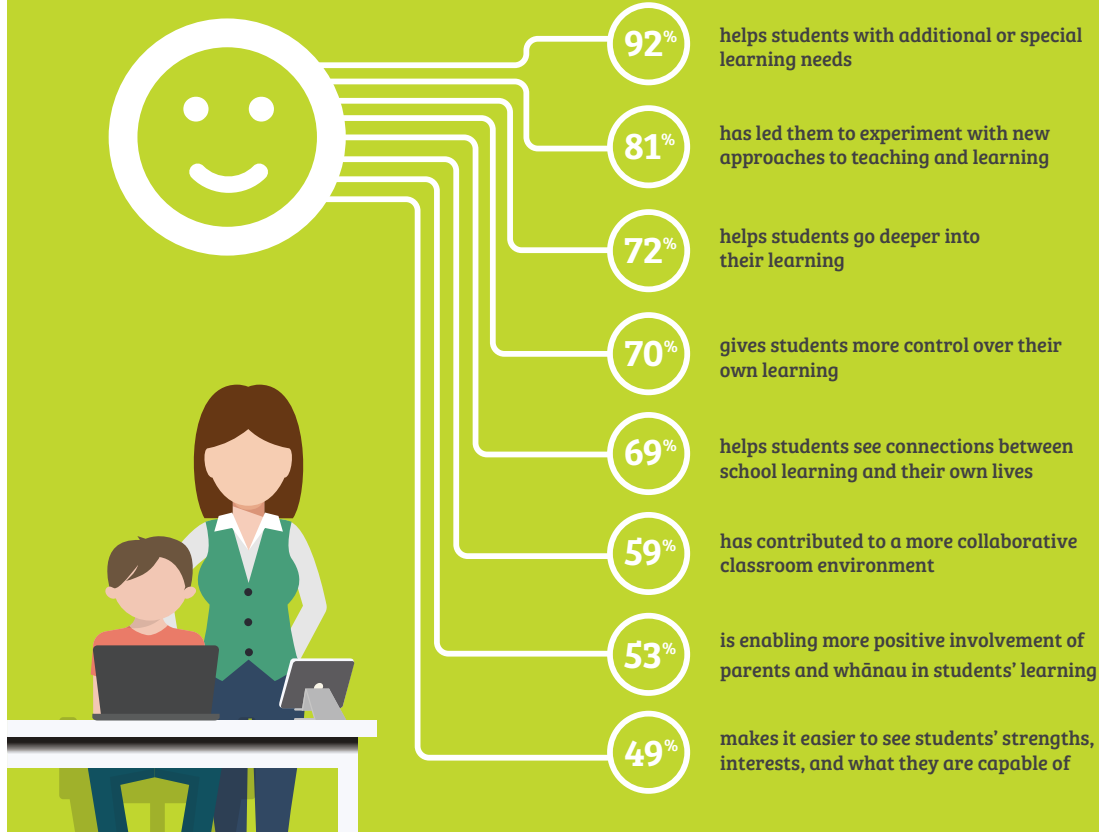 92%
helps students with additional or special
learning needs
81%
has led them to experiment with new
approaches to teaching and learning
72%
helps students go deeper into
their learning
70%
gives students more control over their
own learning
69%
helps students see connections between
school learning and their own lives
59%
has contributed to a more collaborative
classroom environment
53%
is enabling more positive involvement of
parents and whānau in students’ learning
49%
makes it easier to see students’ strengths,
interests, and what they are capable of